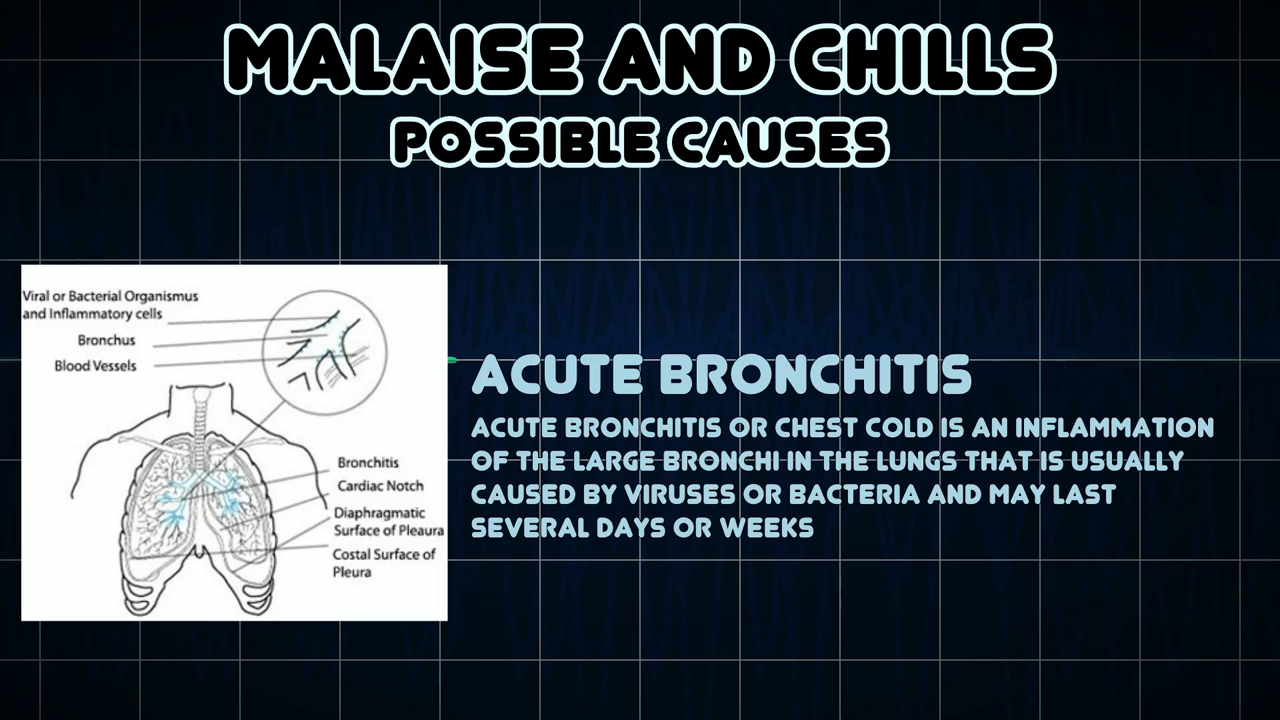 MALAISE AND CHILLS
POSSIBLE CAUSES
Viral or Bacterial Organismus
and Inflammatory cells
Bronchus
Blood Vessels
Bronchitis
Cardiac Notch
Diaphragmatic
Surface of Pleaura
Costal Surface of
Pleura
ACUTE BRONCHITIS
ACUTE BRONCHITIS OR CHEST COLD IS AN INFLAMMATION
OF THE LARGE BRONCHI IN THE LUNGS THAT IS USUALLY
CAUSED BY VIRUSES OR BACTERIA AND MAY LAST
SEVERAL DAYS OR WEEKS